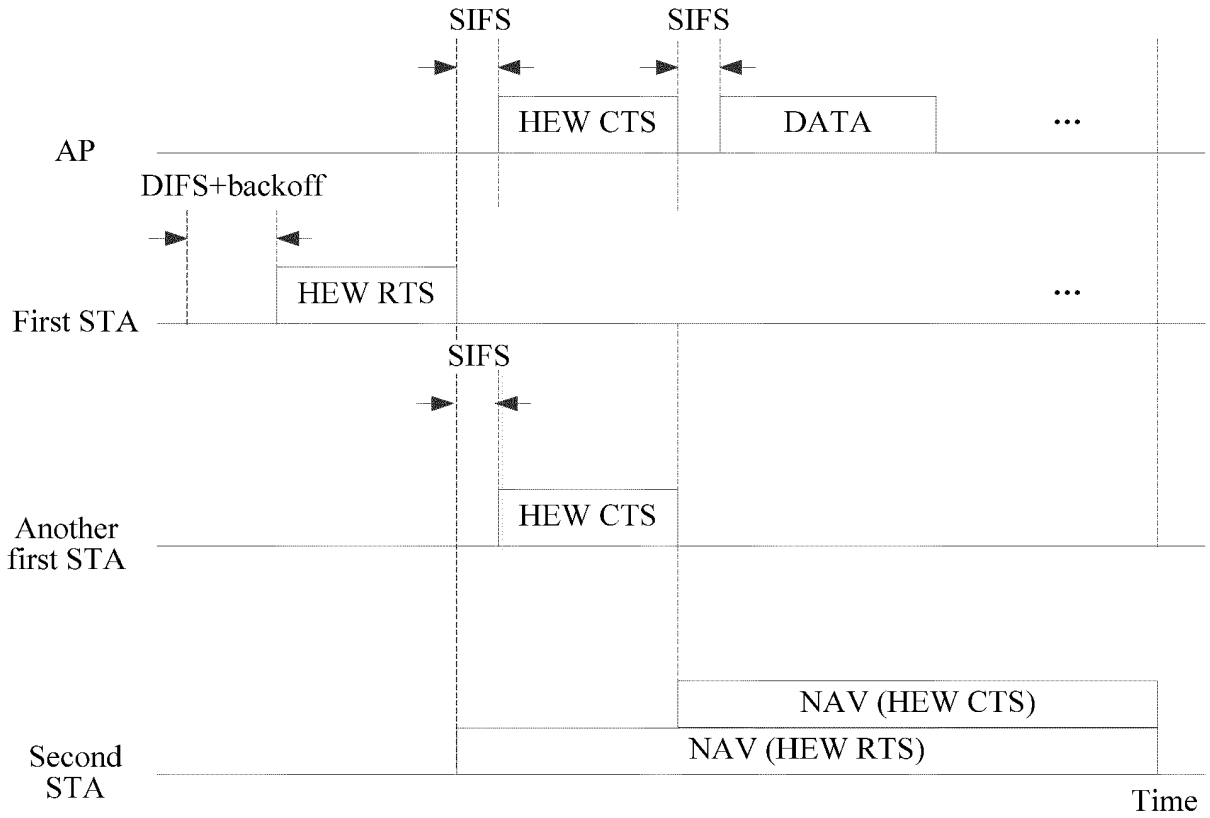 SIFS
SIFS
HEW CTS
DATA
...
AP
DIFS+backoff
HEW RTS
...
First STA
SIFS
HEW CTS
Another
first STA
NAV (HEW CTS)
NAV (HEW RTS)
Second
STA
Time